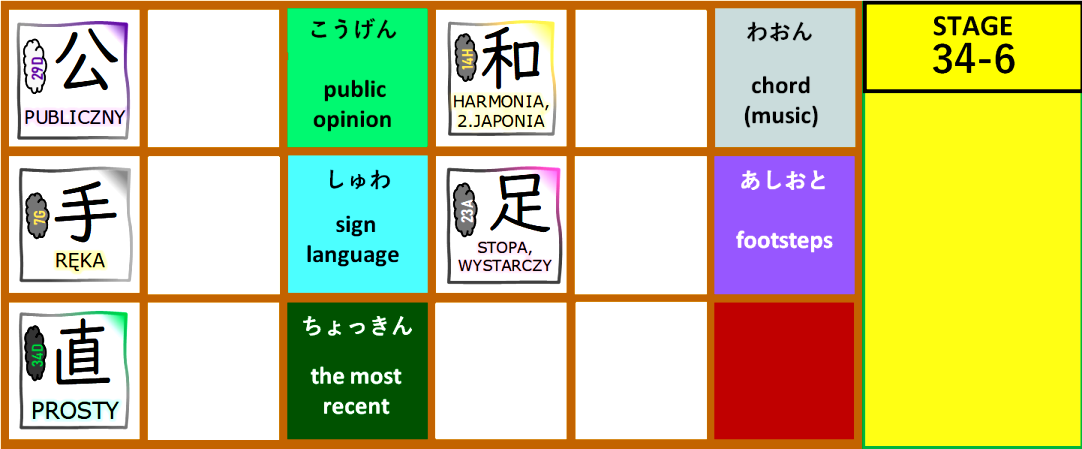 公
29D
PUBLICZNY
こうげん
public
opinion
和
14H
HARMONIA,
2.JAPONIA
わおん
chord
(music)
STAGE
34-6
手
7G
RĘKA
しゅわ
sign
language
足
23A
STOPA,
WYSTARCZY
あしおと
footsteps
直
34D
PROSTY
ちょっきん
the most
recent